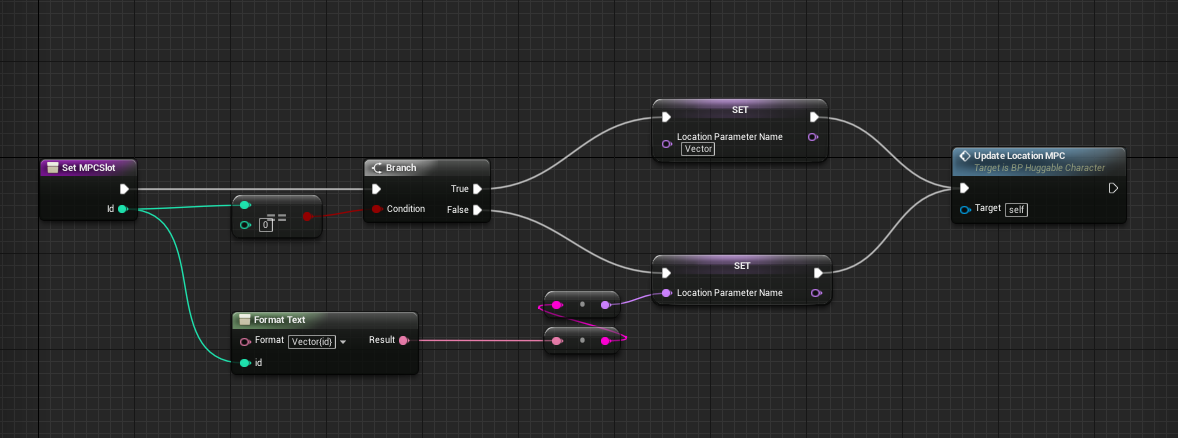 SET
Location Parameter Name
Vector
Set MPCSlot
Id
==
0
Branch
True
Condition
False
Update Location MPC
Target is BP Huggable Character
Target self
SET
Location Parameter Name
Format Text
Format Vector{id} Result
id